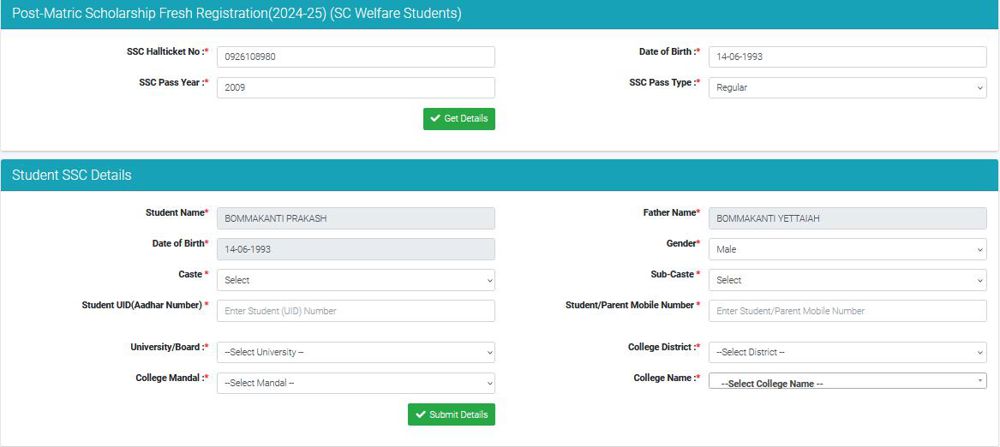 Post-Matric Scholarship Fresh Registration(2024-25) (SC Welfare Students)
SSC Hallticket No :* 0926108980 Date of Birth :* 14-06-1993
SSC Pass Year :* 2009 SSC Pass Type :* Regular
Get Details
Student SSC Details
Student Name* BOMMAKANTI PRAKASH Father Name* BOMMAKANTI YETTAIAH
Date of Birth* 14-06-1993 Gender* Male
Caste * Select Sub-Caste * Select
Student UID(Aadhar Number) * Enter Student (UID) Number Student/Parent Mobile Number * Enter Student/Parent Mobile Number
University/Board :* --Select University -- College District :* --Select District --
College Mandal :* --Select Mandal -- College Name :* --Select College Name --
Submit Details